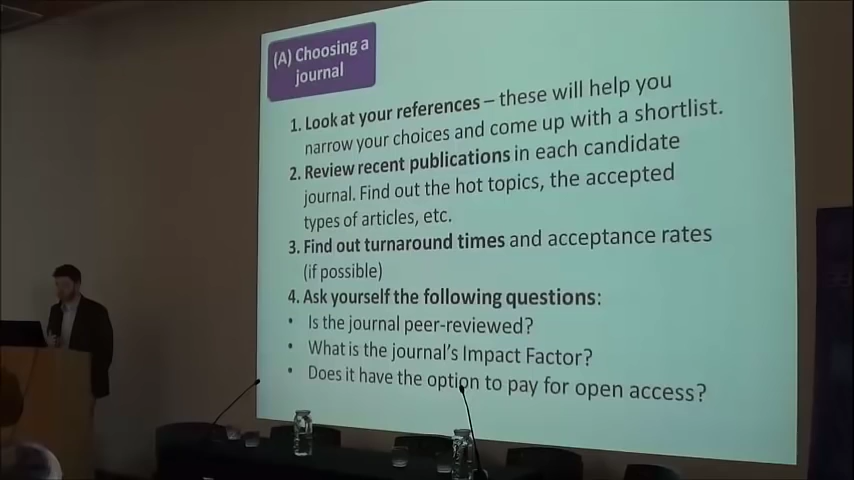 (A) Choosing a
journal
1. Look at your references – these will help you
narrow your choices and come up with a shortlist.
2. Review recent publications in each candidate
journal. Find out the hot topics, the accepted
types of articles, etc.
3. Find out turnaround times and acceptance rates
(if possible)
4. Ask yourself the following questions:
• Is the journal peer-reviewed?
• What is the journal's Impact Factor?
• Does it have the option to pay for open access?